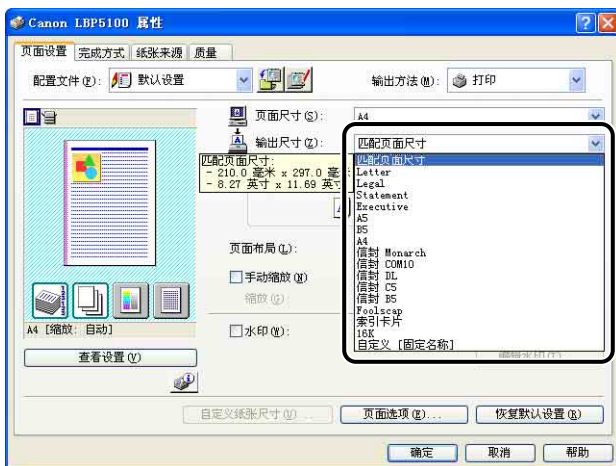 Canon LBP5100 属性
页面设置 完成方式 纸张来源 质量
配置文件(F): 默认设置 输出方法(M): 打印
页面尺寸(S): A4
输出尺寸(Z): 匹配页面尺寸
匹配页面尺寸:
- 210.0 毫米 x 297.0 毫
- 8.27 英寸 x 11.69 英寸
匹配页面尺寸
Letter
Legal
Statement
Executive
A5
B5
A4
信封 Monarch
信封 COM10
信封 DL
信封 C5
信封 B5
Foolscap
索引卡片
16K
自定义 [固定名称]
页面布局(L):
手动缩放(N)
缩放(G):
A4 [缩放: 自动]
水印(W):
查看设置(V)
编辑水印(T)
自定义纸张尺寸(U)... 页面选项(E)... 恢复默认设置(R)
确定 取消 帮助